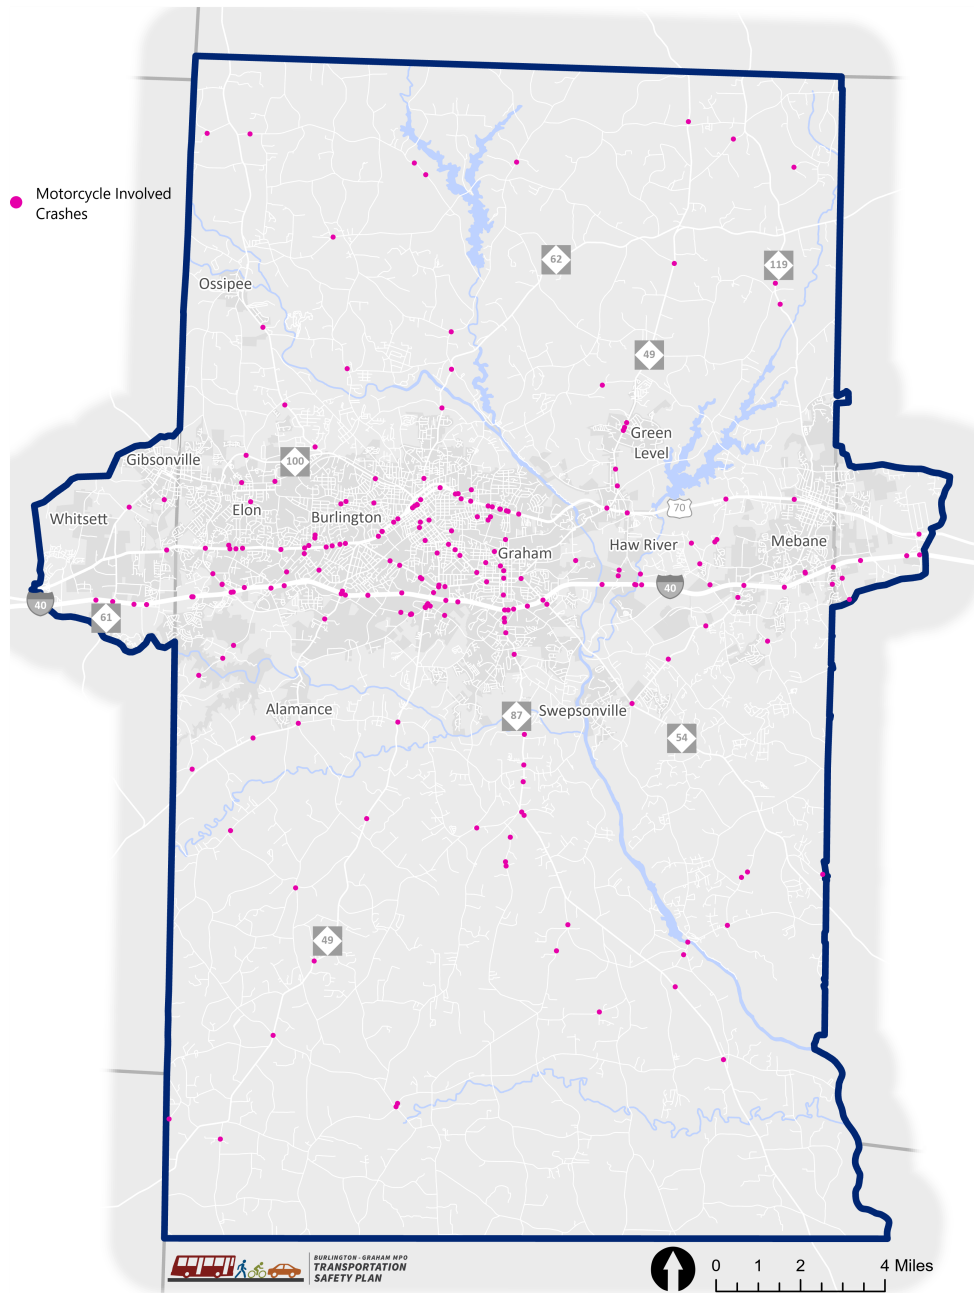 Motorcycle Involved
Crashes
62
119
Ossipee
49
Green
Level
Gibsonville
100
Whitsett
Elon
Burlington
70
Graham
Haw River
Mebane
40
40
61
Alamance
87
Swepsonville
54
49
BURLINGTON - GRAHAM MPO
TRANSPORTATION
SAFETY PLAN
0 1 2 4 Miles